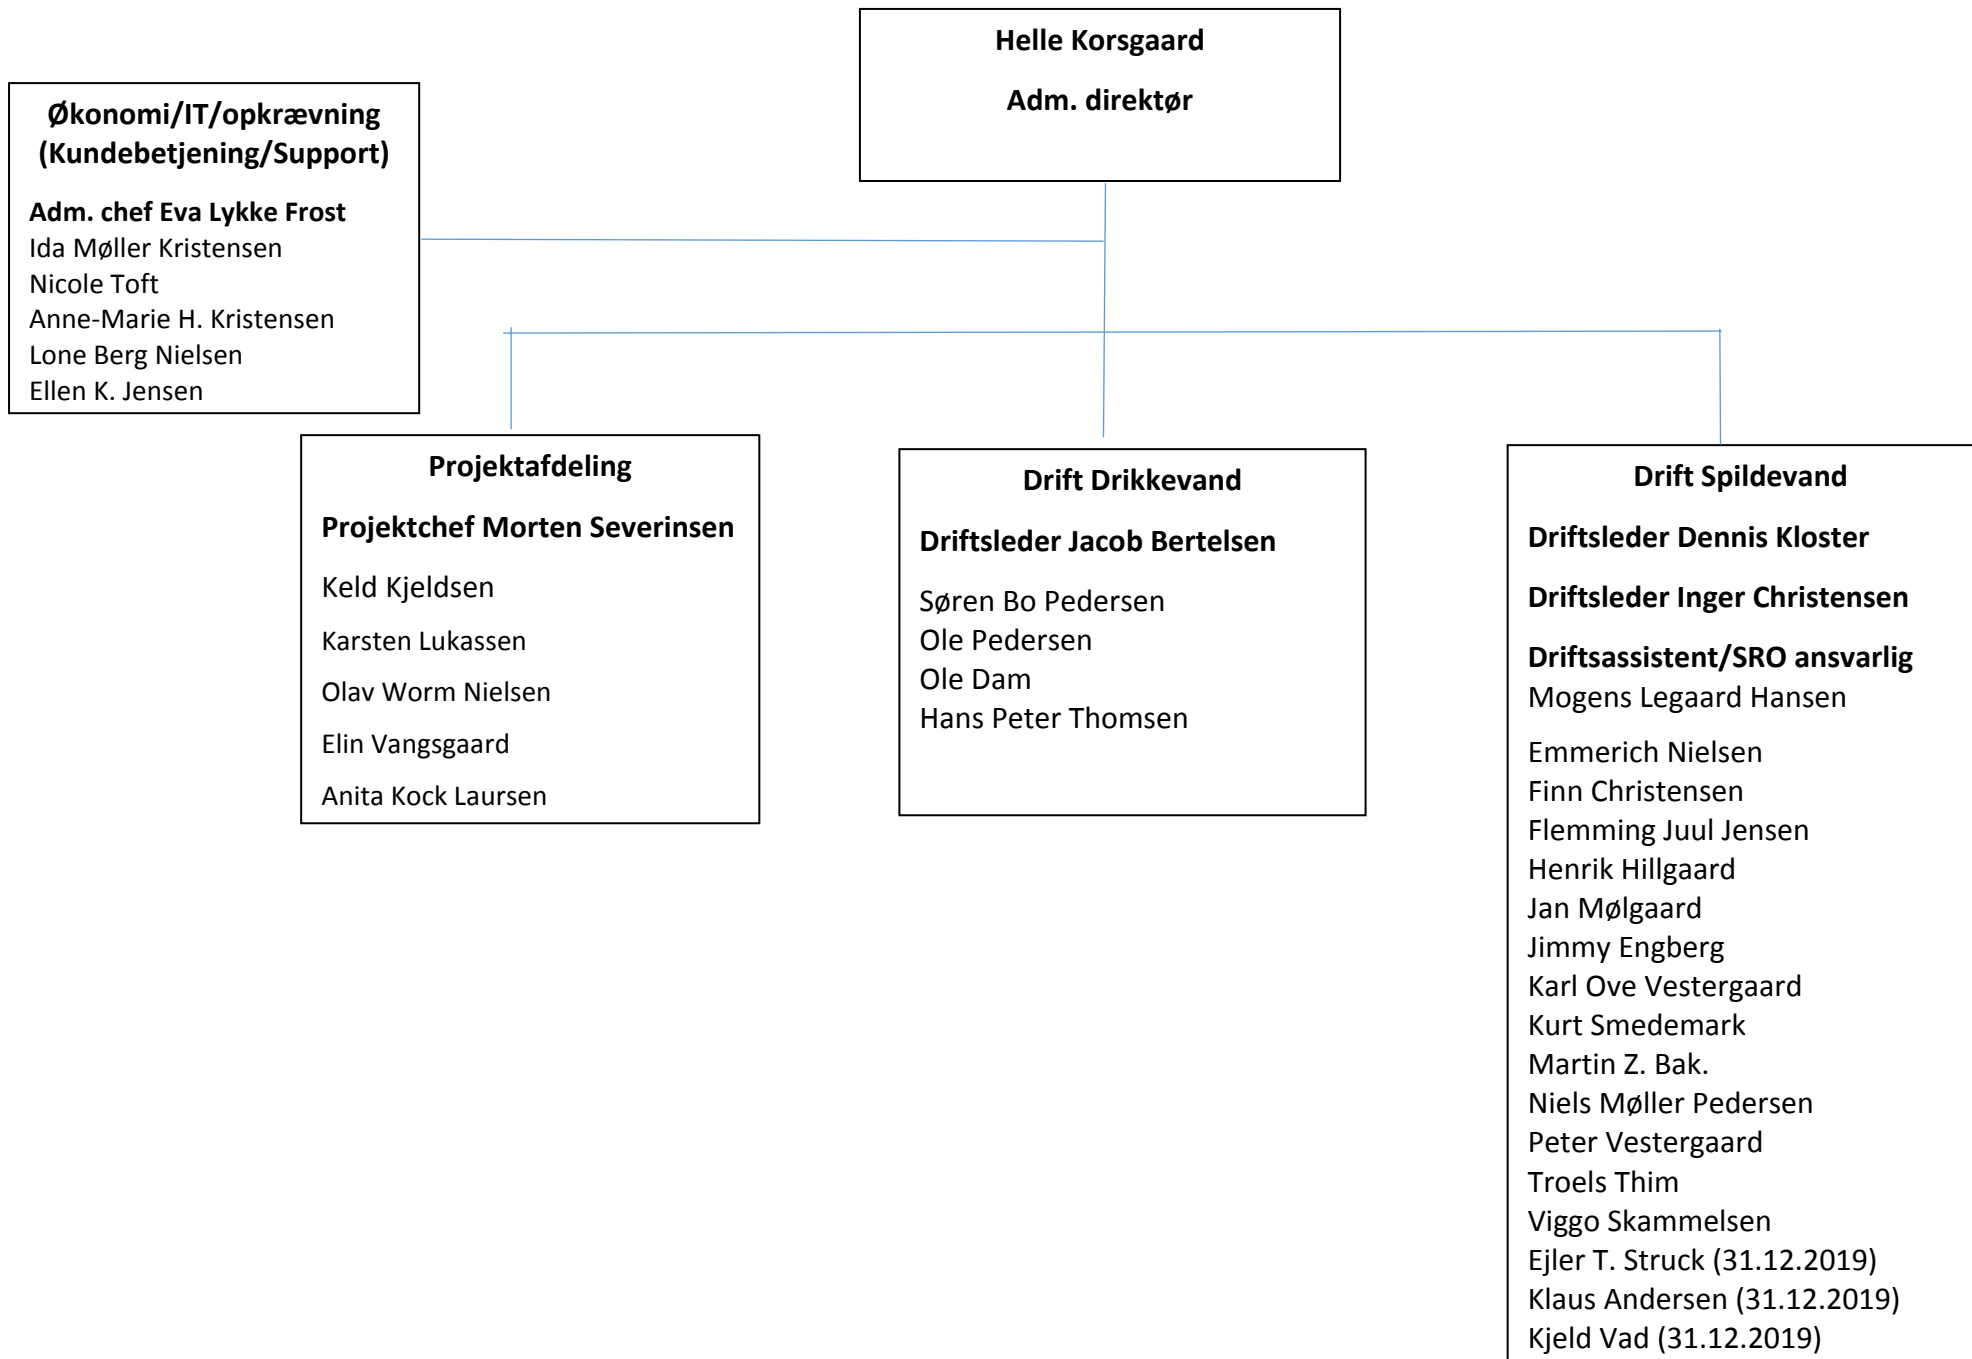 Helle Korsgaard
Adm. direktør
Økonomi/IT/opkrævning
(Kundebetjening/Support)
Adm. chef Eva Lykke Frost
Ida Møller Kristensen
Nicole Toft
Anne-Marie H. Kristensen
Lone Berg Nielsen
Ellen K. Jensen
Projektafdeling
Projektchef Morten Severinsen
Keld Kjeldsen
Karsten Lukassen
Olav Worm Nielsen
Elin Vangsgaard
Anita Kock Laursen
Drift Drikkevand
Driftsleder Jacob Bertelsen
Søren Bo Pedersen
Ole Pedersen
Ole Dam
Hans Peter Thomsen
Drift Spildevand
Driftsleder Dennis Kloster
Driftsleder Inger Christensen
Driftsassistent/SRO ansvarlig
Mogens Legaard Hansen
Emmerich Nielsen
Finn Christensen
Flemming Juul Jensen
Henrik Hillgaard
Jan Mølgaard
Jimmy Engberg
Karl Ove Vestergaard
Kurt Smedemark
Martin Z. Bak.
Niels Møller Pedersen
Peter Vestergaard
Troels Thim
Viggo Skammelsen
Ejler T. Struck (31.12.2019)
Klaus Andersen (31.12.2019)
Kjeld Vad (31.12.2019)